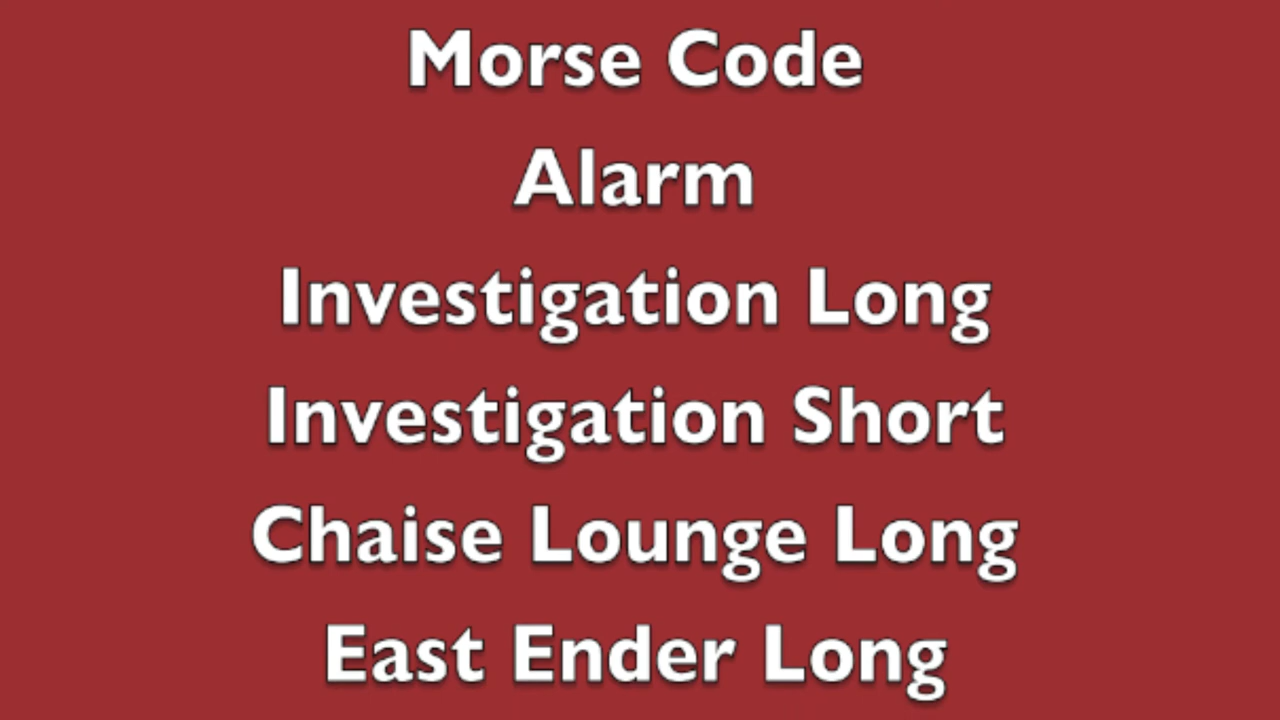 Morse Code
Alarm
Investigation Long
Investigation Short
Chaise Lounge Long
East Ender Long